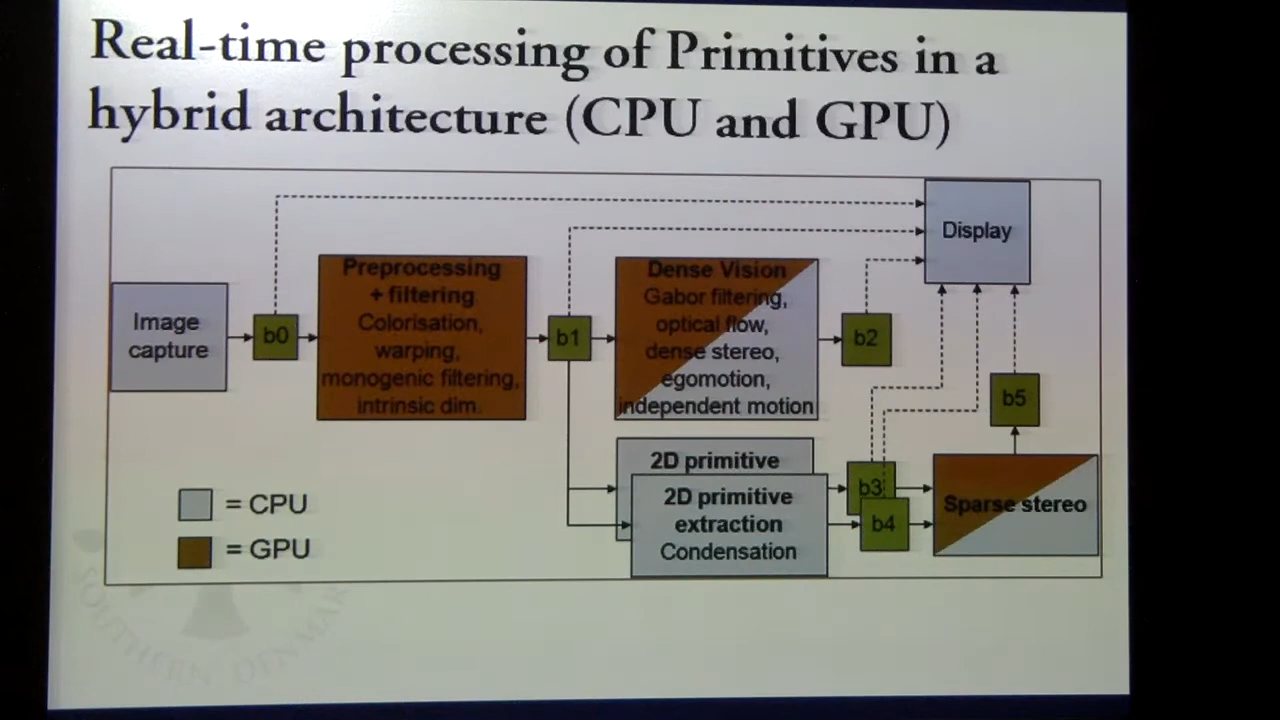 Real-time processing of Primitives in a
hybrid architecture (CPU and GPU)
Display
Image
capture
b0
Preprocessing
+ filtering
Colorisation,
warping,
monogenic filtering,
intrinsic dim.
b1
Dense Vision
Gabor filtering,
optical flow,
dense stereo,
egomotion,
independent motion
b2
b5
2D primitive
2D primitive
extraction
Condensation
b3
b4
Sparse stereo
= CPU
= GPU
SOUTHERN DENMARK